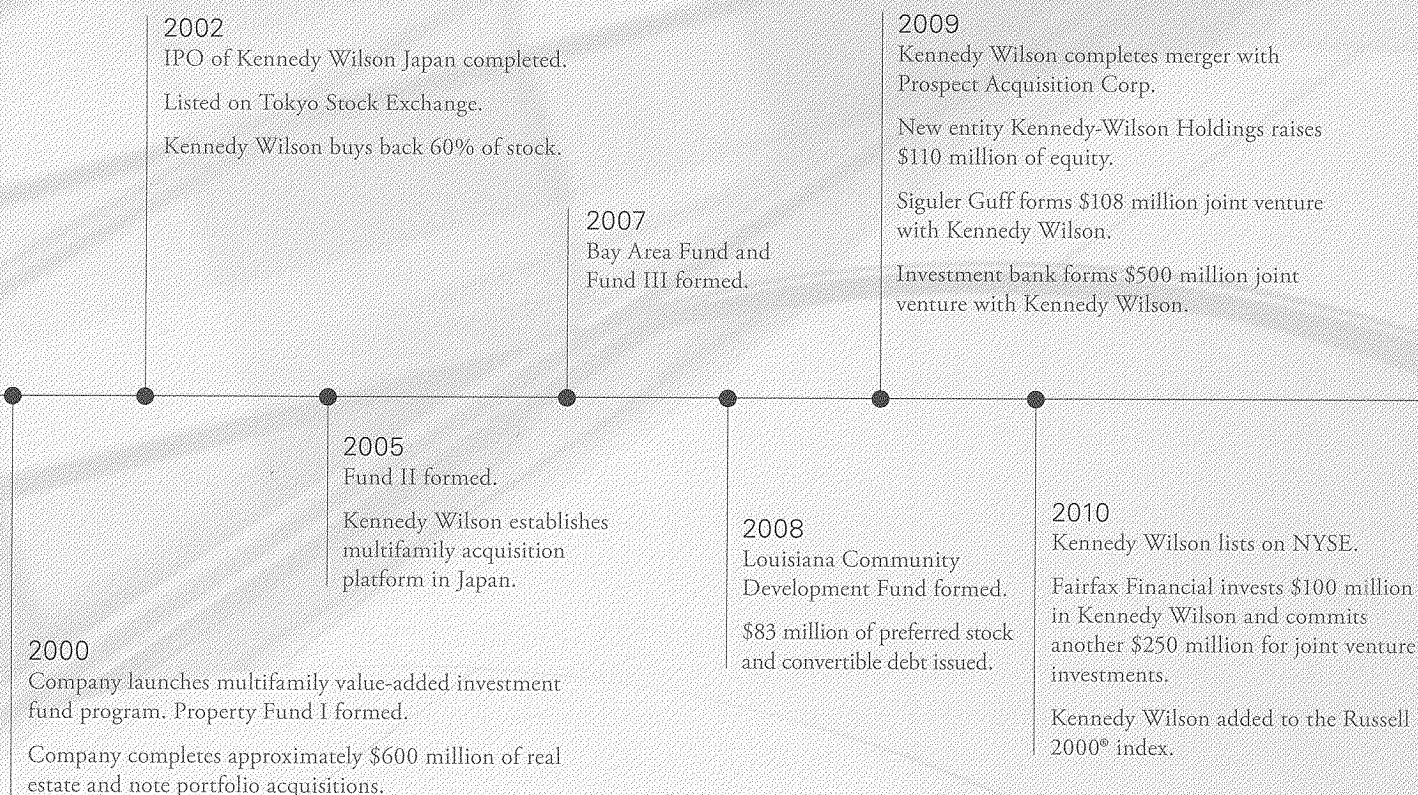 2002
IPO of Kennedy Wilson Japan completed.
Listed on Tokyo Stock Exchange.
Kennedy Wilson buys back 60% of stock.
2009
Kennedy Wilson completes merger with
Prospect Acquisition Corp.
New entity Kennedy-Wilson Holdings raises
$110 million of equity.
Siguler Guff forms $108 million joint venture
with Kennedy Wilson.
Investment bank forms $500 million joint
venture with Kennedy Wilson.
2007
Bay Area Fund and
Fund III formed.
2005
Fund II formed.
Kennedy Wilson establishes
multifamily acquisition
platform in Japan.
2008
Louisiana Community
Development Fund formed.
$83 million of preferred stock
and convertible debt issued.
2010
Kennedy Wilson lists on NYSE.
Fairfax Financial invests $100 million
in Kennedy Wilson and commits
another $250 million for joint venture
investments.
Kennedy Wilson added to the Russell
2000® index.
2000
Company launches multifamily value-added investment
fund program. Property Fund I formed.
Company completes approximately $600 million of real
estate and note portfolio acquisitions.